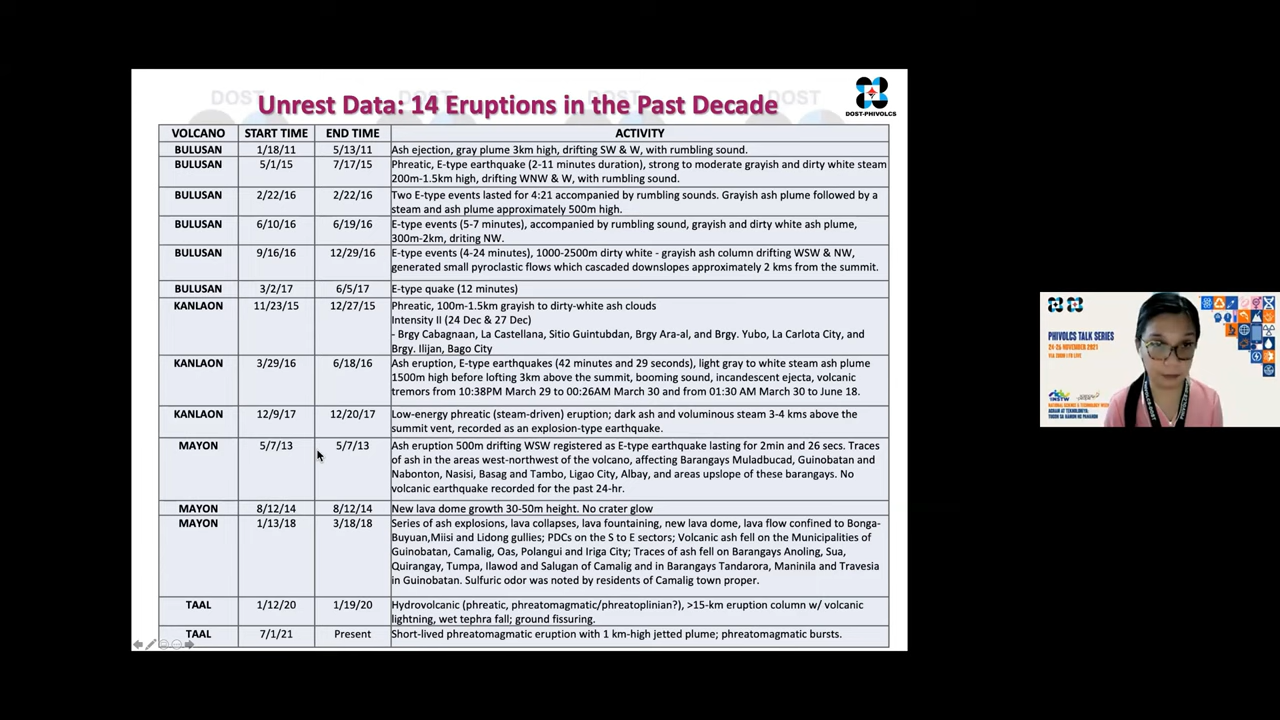 Unrest Data: 14 Eruptions in the Past Decade
DOST-PHIVOLCS
VOLCANO START TIME END TIME ACTIVITY
BULUSAN 1/18/11 5/13/11 Ash ejection, gray plume 3km high, drifting SW & W, with rumbling sound.
BULUSAN 5/1/15 7/17/15 Phreatic, E-type earthquake (2-11 minutes duration), strong to moderate grayish and dirty white steam
200m-1.5km high, drifting WNW & W, with rumbling sound.
BULUSAN 2/22/16 2/22/16 Two E-type events lasted for 4:21 accompanied by rumbling sounds. Grayish ash plume followed by a
steam and ash plume approximately 500m high.
BULUSAN 6/10/16 6/19/16 E-type events (5-7 minutes), accompanied by rumbling sound, grayish and dirty white ash plume,
300m-2km, driting NW.
BULUSAN 9/16/16 12/29/16 E-type events (4-24 minutes), 1000-2500m dirty white - grayish ash column drifting WSW & NW,
generated small pyroclastic flows which cascaded downslopes approximately 2 kms from the summit.
BULUSAN 3/2/17 6/5/17 E-type quake (12 minutes)
KANLAON 11/23/15 12/27/15 Phreatic, 100m-1.5km grayish to dirty-white ash clouds
Intensity II (24 Dec & 27 Dec)
- Brgy Cabagnaan, La Castellana, Sitio Guintubdan, Brgy Ara-al, and Brgy. Yubo, La Carlota City, and
Brgy. Ilijan, Bago City
KANLAON 3/29/16 6/18/16 Ash eruption, E-type earthquakes (42 minutes and 29 seconds), light gray to white steam ash plume
1500m high before lofting 3km above the summit, booming sound, incandescent ejecta, volcanic
tremors from 10:38PM March 29 to 00:26AM March 30 and from 01:30 AM March 30 to June 18.
KANLAON 12/9/17 12/20/17 Low-energy phreatic (steam-driven) eruption; dark ash and voluminous steam 3-4 kms above the
summit vent, recorded as an explosion-type earthquake.
MAYON 5/7/13 5/7/13 Ash eruption 500m drifting WSW registered as E-type earthquake lasting for 2min and 26 secs. Traces
of ash in the areas west-northwest of the volcano, affecting Barangays Muladbucad, Guinobatan and
Nabonton, Nasisi, Basag and Tambo, Ligao City, Albay, and areas upslope of these barangays. No
volcanic earthquake recorded for the past 24-hr.
MAYON 8/12/14 8/12/14 New lava dome growth 30-50m height. No crater glow
MAYON 1/13/18 3/18/18 Series of ash explosions, lava collapses, lava fountaining, new lava dome, lava flow confined to Bonga-
Buyuan,Miisi and Lidong gullies; PDCs on the S to E sectors; Volcanic ash fell on the Municipalities of
Guinobatan, Camalig, Oas, Polangui and Iriga City; Traces of ash fell on Barangays Anoling, Sua,
Quirangay, Tumpa, Ilawod and Salugan of Camalig and in Barangays Tandarora, Maninila and Travesia
in Guinobatan. Sulfuric odor was noted by residents of Camalig town proper.
TAAL 1/12/20 1/19/20 Hydrovolcanic (phreatic, phreatomagmatic/phreatoplinian?), >15-km eruption column w/ volcanic
lightning, wet tephra fall; ground fissuring.
TAAL 7/1/21 Present Short-lived phreatomagmatic eruption with 1 km-high jetted plume; phreatomagmatic bursts.
PHIVOLCS TALK SERIES
24-26 NOVEMBER 2021